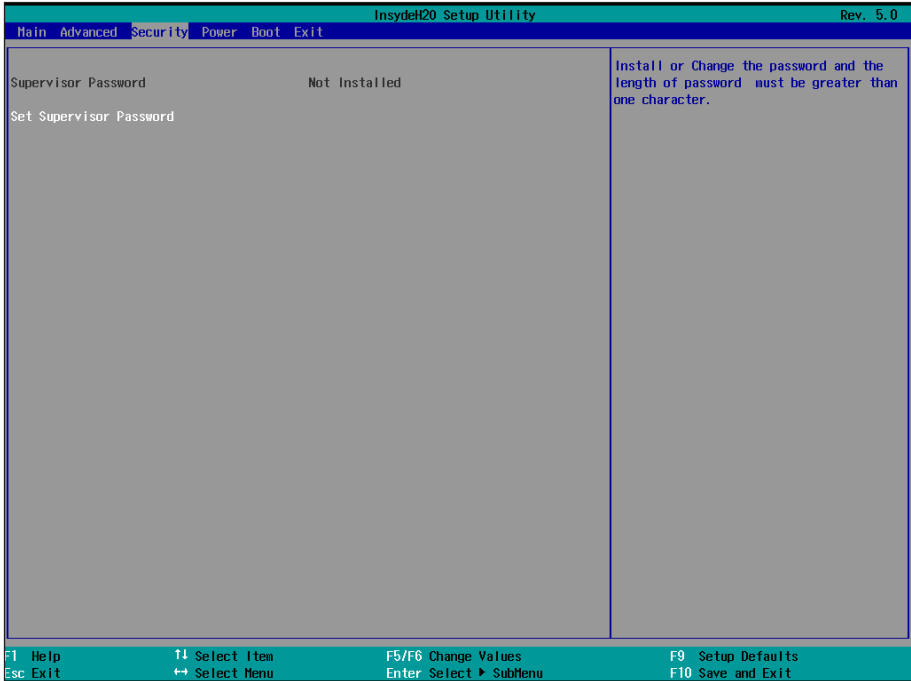 InsydeH20 Setup Utility Rev. 5.0
Main Advanced Security Power Boot Exit
Supervisor Password Not Installed
Set Supervisor Password
Install or Change the password and the
length of password must be greater than
one character.
F1 Help ↑↓ Select Item F5/F6 Change Values F9 Setup Defaults
Esc Exit ↔ Select Menu Enter Select ▶ SubMenu F10 Save and Exit